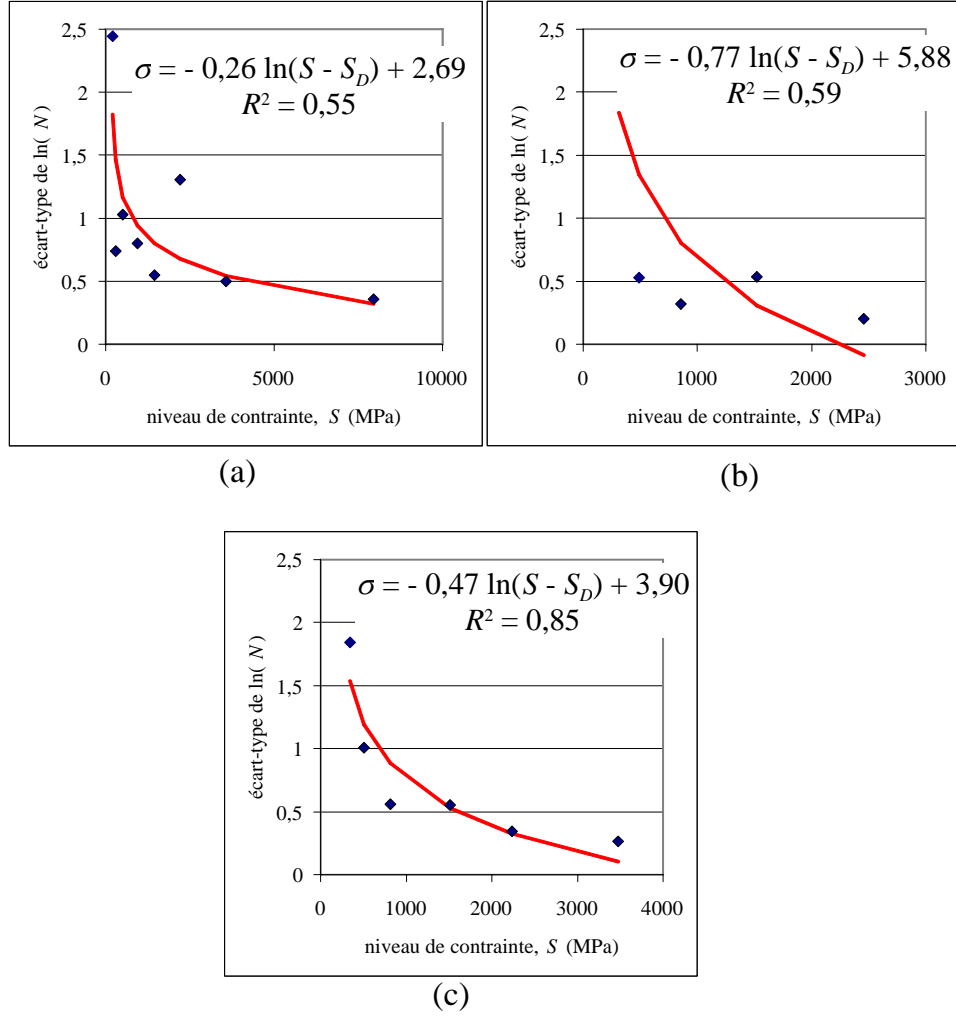 2,5
σ = - 0,26 ln(S - S_D) + 2,69
R² = 0,55
2
1,5
1
0,5
0
écart-type de ln( N)
0 5000 10000
niveau de contrainte, S (MPa)
(a)
2,5
σ = - 0,77 ln(S - S_D) + 5,88
R² = 0,59
2
1,5
1
0,5
0
écart-type de ln( N)
0 1000 2000 3000
niveau de contrainte, S (MPa)
(b)
2,5
σ = - 0,47 ln(S - S_D) + 3,90
R² = 0,85
2
1,5
1
0,5
0
écart-type de ln( N)
0 1000 2000 3000 4000
niveau de contrainte, S (MPa)
(c)